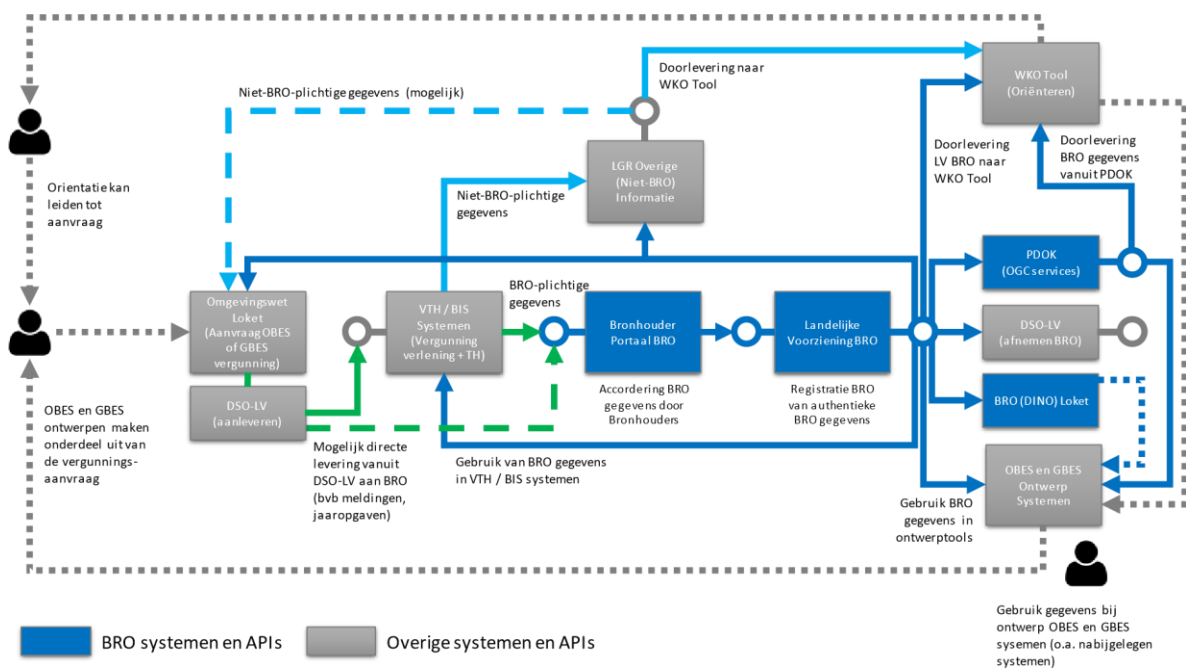 WKO Tool
(Oriënteren)
Doorlevering naar
WKO Tool
Niet-BRO-plichtige gegevens (mogelijk)
Doorlevering
LV BRO naar
WKO Tool
Doorlevering
BRO gegevens
vanuit PDOK
LGR Overige
(Niet-BRO)
Informatie
Orientatie kan
leiden tot
aanvraag
Niet-BRO-plichtige
gegevens
PDOK
(OGC services)
BRO-plichtige
gegevens
Omgevingswet
Loket
(Aanvraag OBES
of GBES
vergunning)
VTH / BIS
Systemen
(Vergunning
verlening + TH)
Bronhouder
Portaal BRO
Landelijke
Voorziening BRO
DSO-LV
(afnemen BRO)
DSO-LV
(aanleveren)
Accordering BRO
gegevens door
Bronhouders
Registratie BRO
van authentieke
BRO gegevens
BRO (DINO) Loket
OBES en GBES
ontwerpen maken
onderdeel uit van
de vergunnings-
aanvraag
Mogelijk directe
levering vanuit
DSO-LV aan BRO
(bvb meldingen,
jaaropgaven)
Gebruik van BRO gegevens
in VTH / BIS systemen
OBES en GBES
Ontwerp
Systemen
Gebruik BRO
gegevens in
ontwerptools
Gebruik gegevens bij
ontwerp OBES en GBES
sysemen (o.a. nabijgelegen
systemen)
BRO systemen en APIs
Overige systemen en APIs